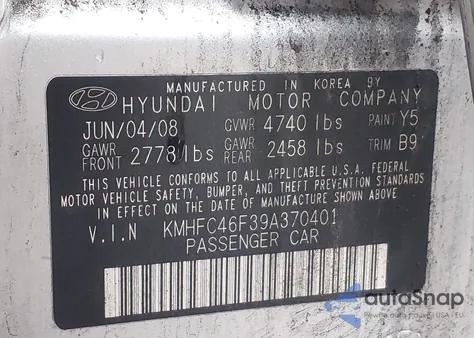 MANUFACTURED IN KOREA BY
HYUNDAI MOTOR COMPANY
JUN/04/08 GVWR 4740 lbs PAINT Y5
GAWR FRONT 2778 lbs GAWR REAR 2458 lbs TRIM B9
THIS VEHICLE CONFORMS TO ALL APPLICABLE U.S.A. FEDERAL
MOTOR VEHICLE SAFETY, BUMPER, AND THEFT PREVENTION STANDARDS
IN EFFECT ON THE DATE OF MANUFACTURE SHOWN ABOVE.
V.I.N KMHFC46F39A370401
PASSENGER CAR
autoSnap